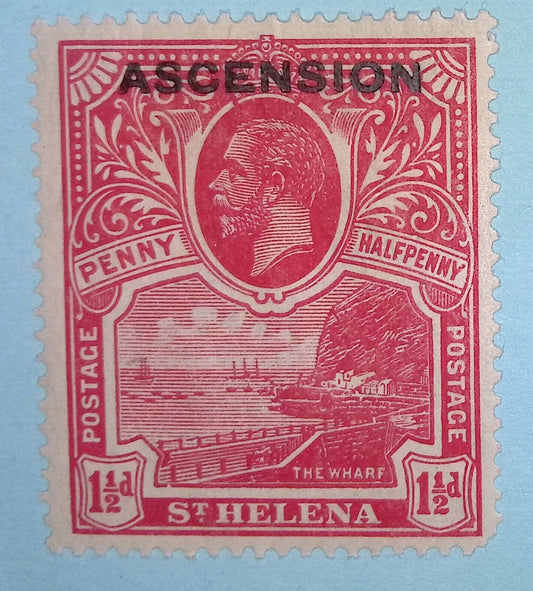 ASCENSION
PENNY HALFPENNY
POSTAGE POSTAGE
THE WHARF
1½d 1½d
ST HELENA